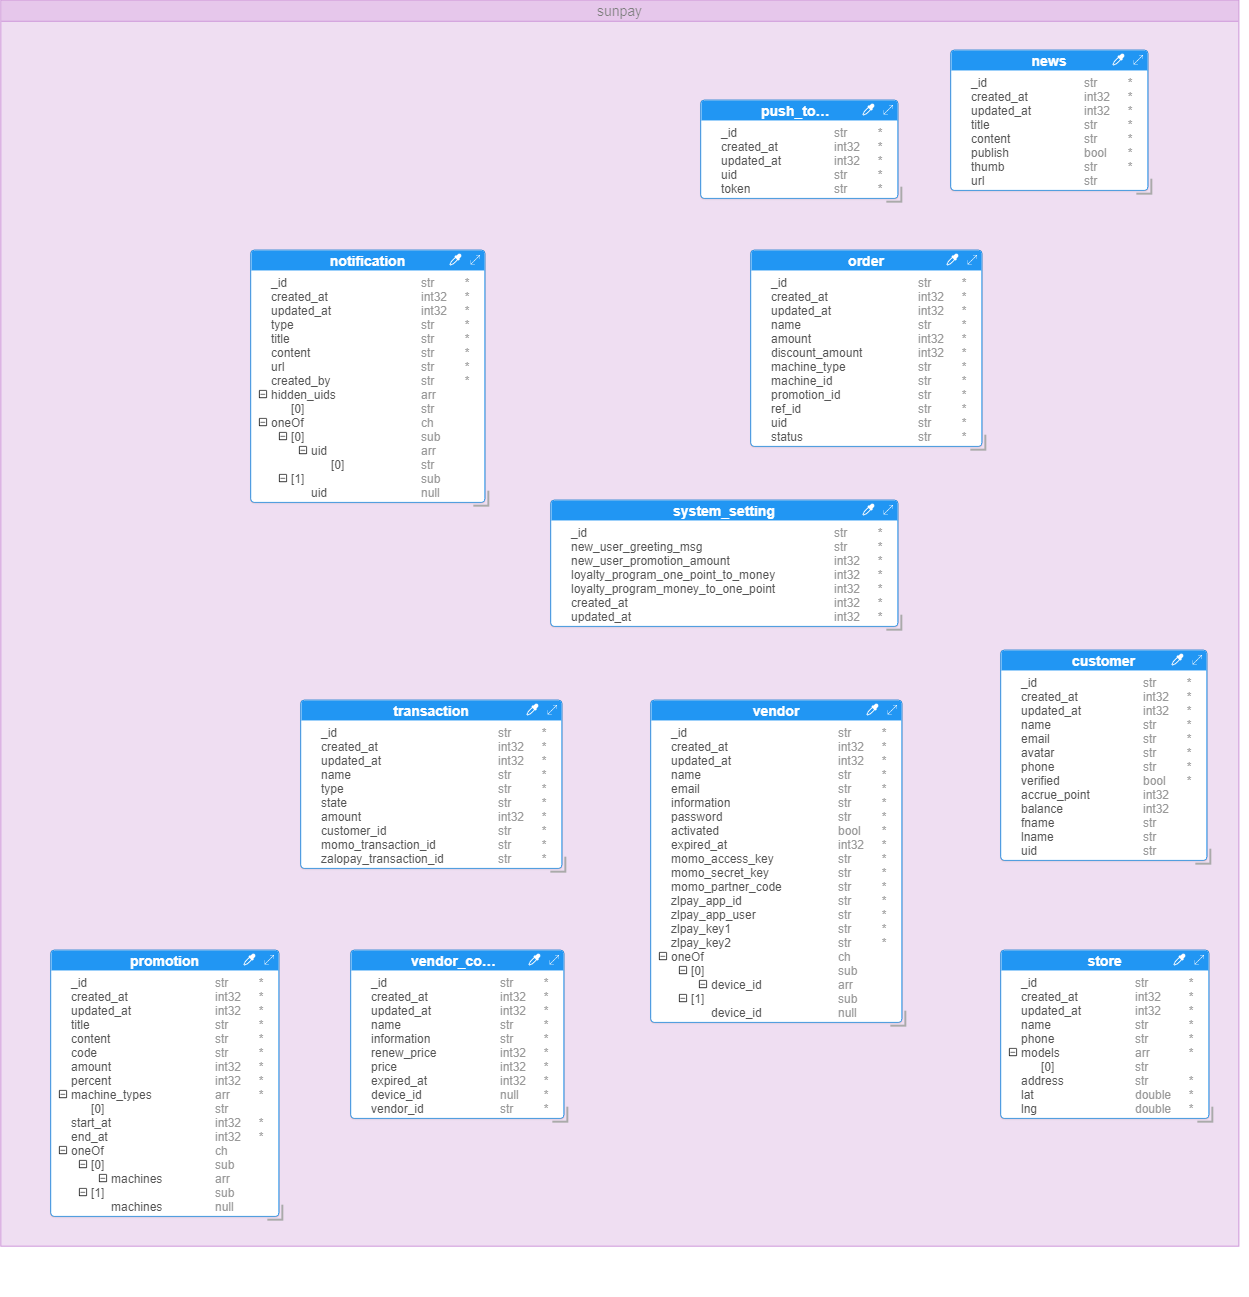 sunpay
news
_id str *
created_at int32 *
updated_at int32 *
title str *
content str *
publish bool *
thumb str *
url str
push_to...
_id str *
created_at int32 *
updated_at int32 *
uid str *
token str *
notification
_id str *
created_at int32 *
updated_at int32 *
type str *
title str *
content str *
url str *
created_by str *
hidden_uids arr
[0] str
oneOf ch
[0] sub
uid arr
[0] str
[1] sub
uid null
order
_id str *
created_at int32 *
updated_at int32 *
name str *
amount int32 *
discount_amount int32 *
machine_type str *
machine_id str *
promotion_id str *
ref_id str *
uid str *
status str *
system_setting
_id str *
new_user_greeting_msg str *
new_user_promotion_amount int32 *
loyalty_program_one_point_to_money int32 *
loyalty_program_money_to_one_point int32 *
created_at int32 *
updated_at int32 *
customer
_id str *
created_at int32 *
updated_at int32 *
name str *
email str *
avatar str *
phone str *
verified bool *
accrue_point int32
balance int32
fname str
lname str
uid str
transaction
_id str *
created_at int32 *
updated_at int32 *
name str *
type str *
state str *
amount int32 *
customer_id str *
momo_transaction_id str *
zalopay_transaction_id str *
vendor
_id str *
created_at int32 *
updated_at int32 *
name str *
email str *
information str *
password str *
activated bool *
expired_at int32 *
momo_access_key str *
momo_secret_key str *
momo_partner_code str *
zlpay_app_id str *
zlpay_app_user str *
zlpay_key1 str *
zlpay_key2 str *
oneOf ch
[0] sub
device_id arr
[1] sub
device_id null
promotion
_id str *
created_at int32 *
updated_at int32 *
title str *
content str *
code str *
amount int32 *
percent int32 *
machine_types arr *
[0] str
start_at int32 *
end_at int32 *
oneOf ch
[0] sub
machines arr
[1] sub
machines null
vendor_co...
_id str *
created_at int32 *
updated_at int32 *
name str *
information str *
renew_price int32 *
price int32 *
expired_at int32 *
device_id null *
vendor_id str *
store
_id str *
created_at int32 *
updated_at int32 *
name str *
phone str *
models arr *
[0] str
address str *
lat double *
lng double *